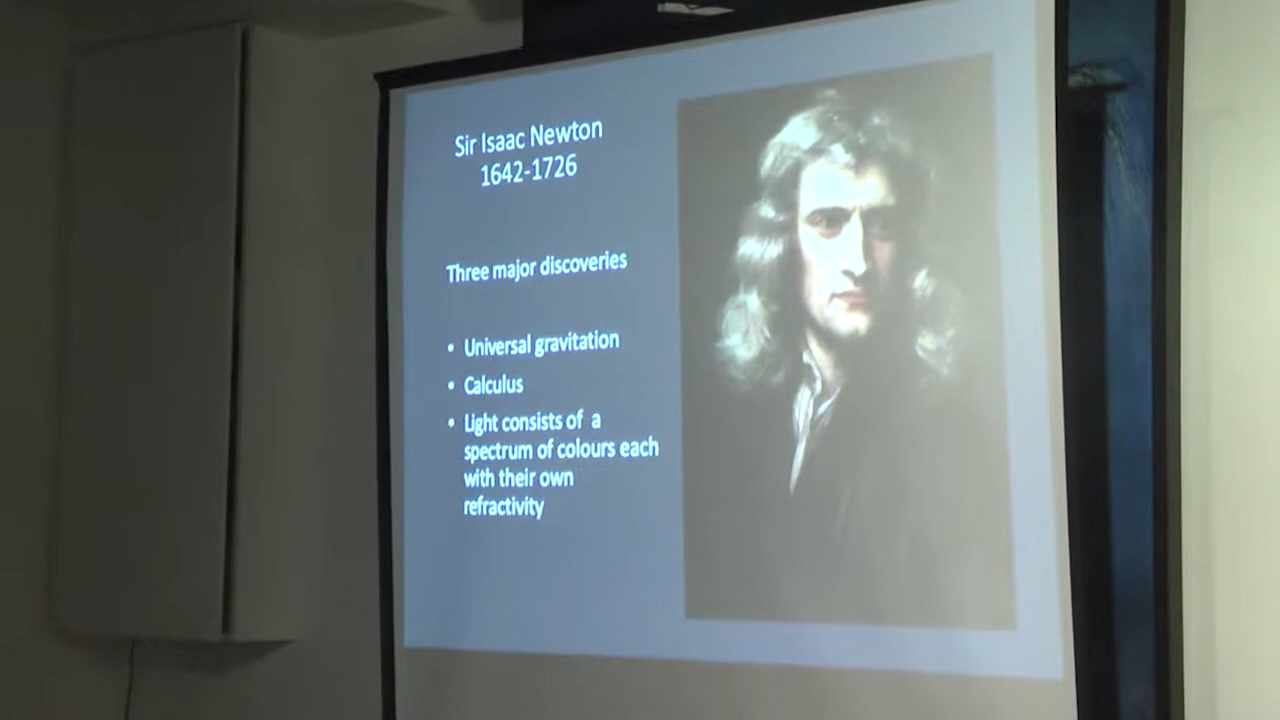 Sir Isaac Newton
1642-1726
Three major discoveries
• Universal gravitation
• Calculus
• Light consists of a
spectrum of colours each
with their own
refractivity